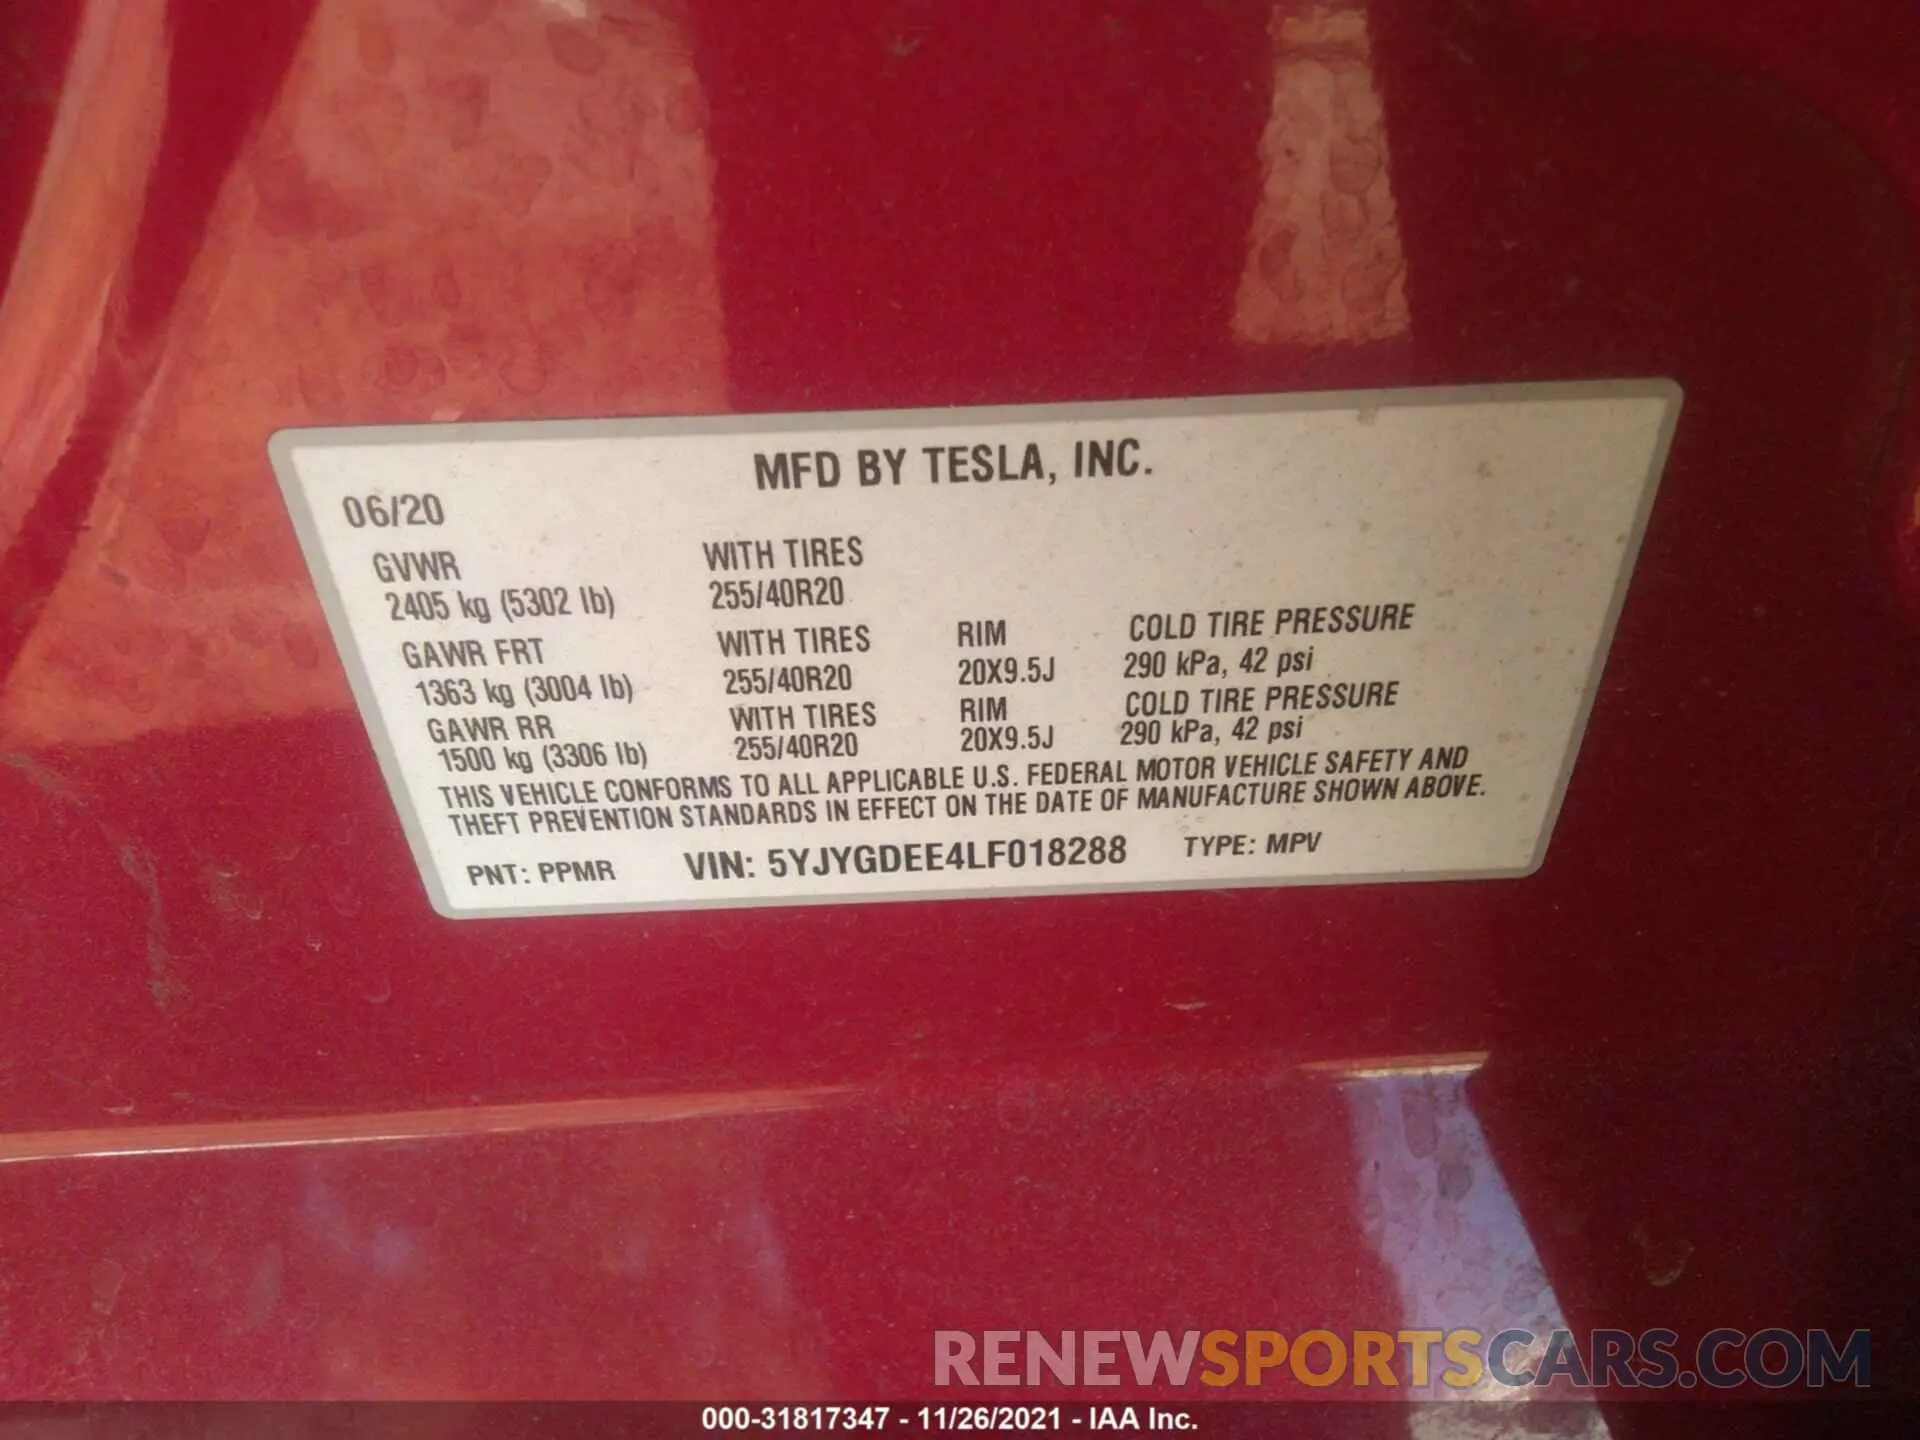 MFD BY TESLA, INC.
06/20
GVWR WITH TIRES
2405 kg (5302 lb) 255/40R20
GAWR FRT WITH TIRES RIM COLD TIRE PRESSURE
1363 kg (3004 lb) 255/40R20 20X9.5J 290 kPa, 42 psi
GAWR RR WITH TIRES RIM COLD TIRE PRESSURE
1500 kg (3306 lb) 255/40R20 20X9.5J 290 kPa, 42 psi
THIS VEHICLE CONFORMS TO ALL APPLICABLE U.S. FEDERAL MOTOR VEHICLE SAFETY AND
THEFT PREVENTION STANDARDS IN EFFECT ON THE DATE OF MANUFACTURE SHOWN ABOVE.
PNT: PPMR VIN: 5YJYGDEE4LF018288 TYPE: MPV
RENEWSPORTSCARS.COM
000-31817347 - 11/26/2021 - IAA Inc.